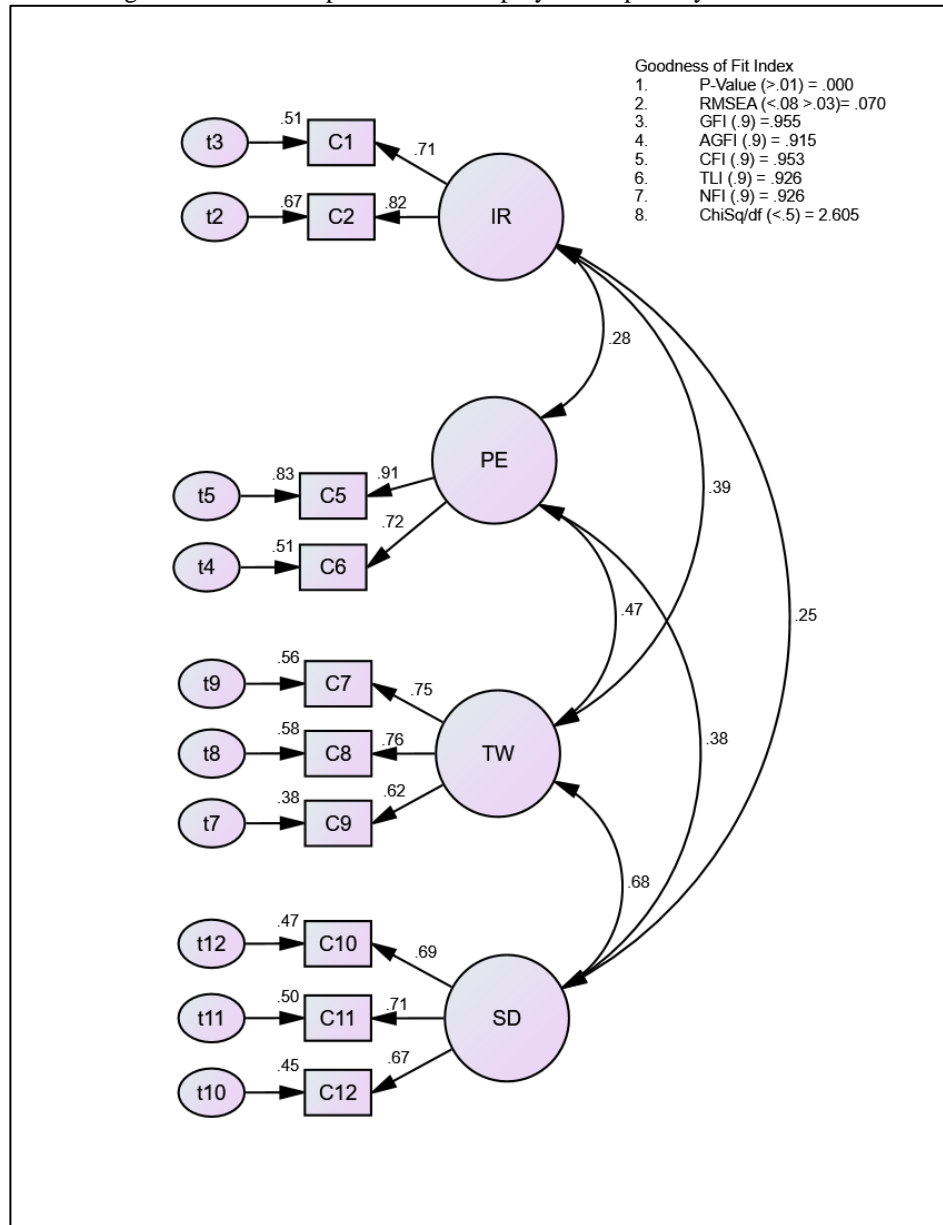 Goodness of Fit Index
1. P-Value (>.01) = .000
2. RMSEA (<.08 >.03)= .070
3. GFI (.9) =.955
4. AGFI (.9) = .915
5. CFI (.9) = .953
6. TLI (.9) = .926
7. NFI (.9) = .926
8. ChiSq/df (<.5) = 2.605
.51
t3 C1 .71
.67 .82
t2 C2 IR
.28
.83 .91
t5 C5 PE
.39
.72
.51
t4 C6
.47
.25
.56
t9 C7 .75
.58 .76
t8 C8 TW
.38
.38 .62
t7 C9
.68
.47
t12 C10 .69
.50 .71
t11 C11 SD
.45 .67
t10 C12